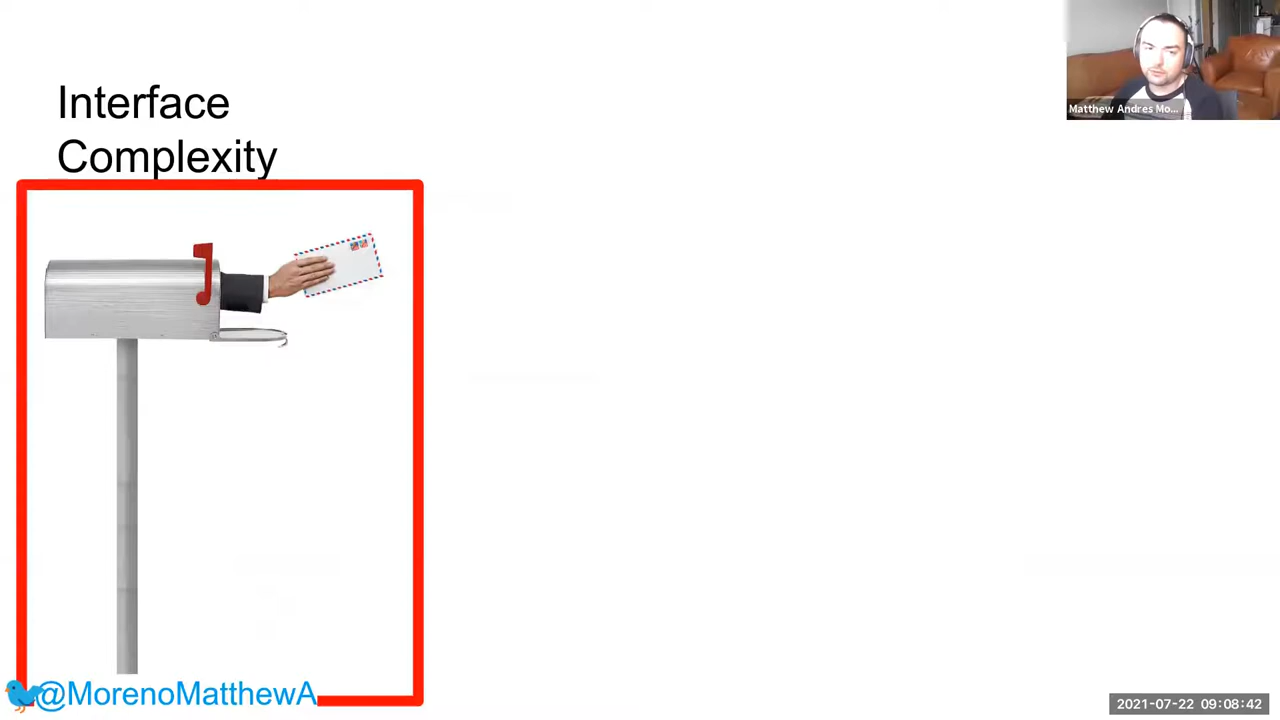 Interface
Complexity
Matthew Andres Mo...
@MorenoMatthewA
2021-07-22 09:08:42